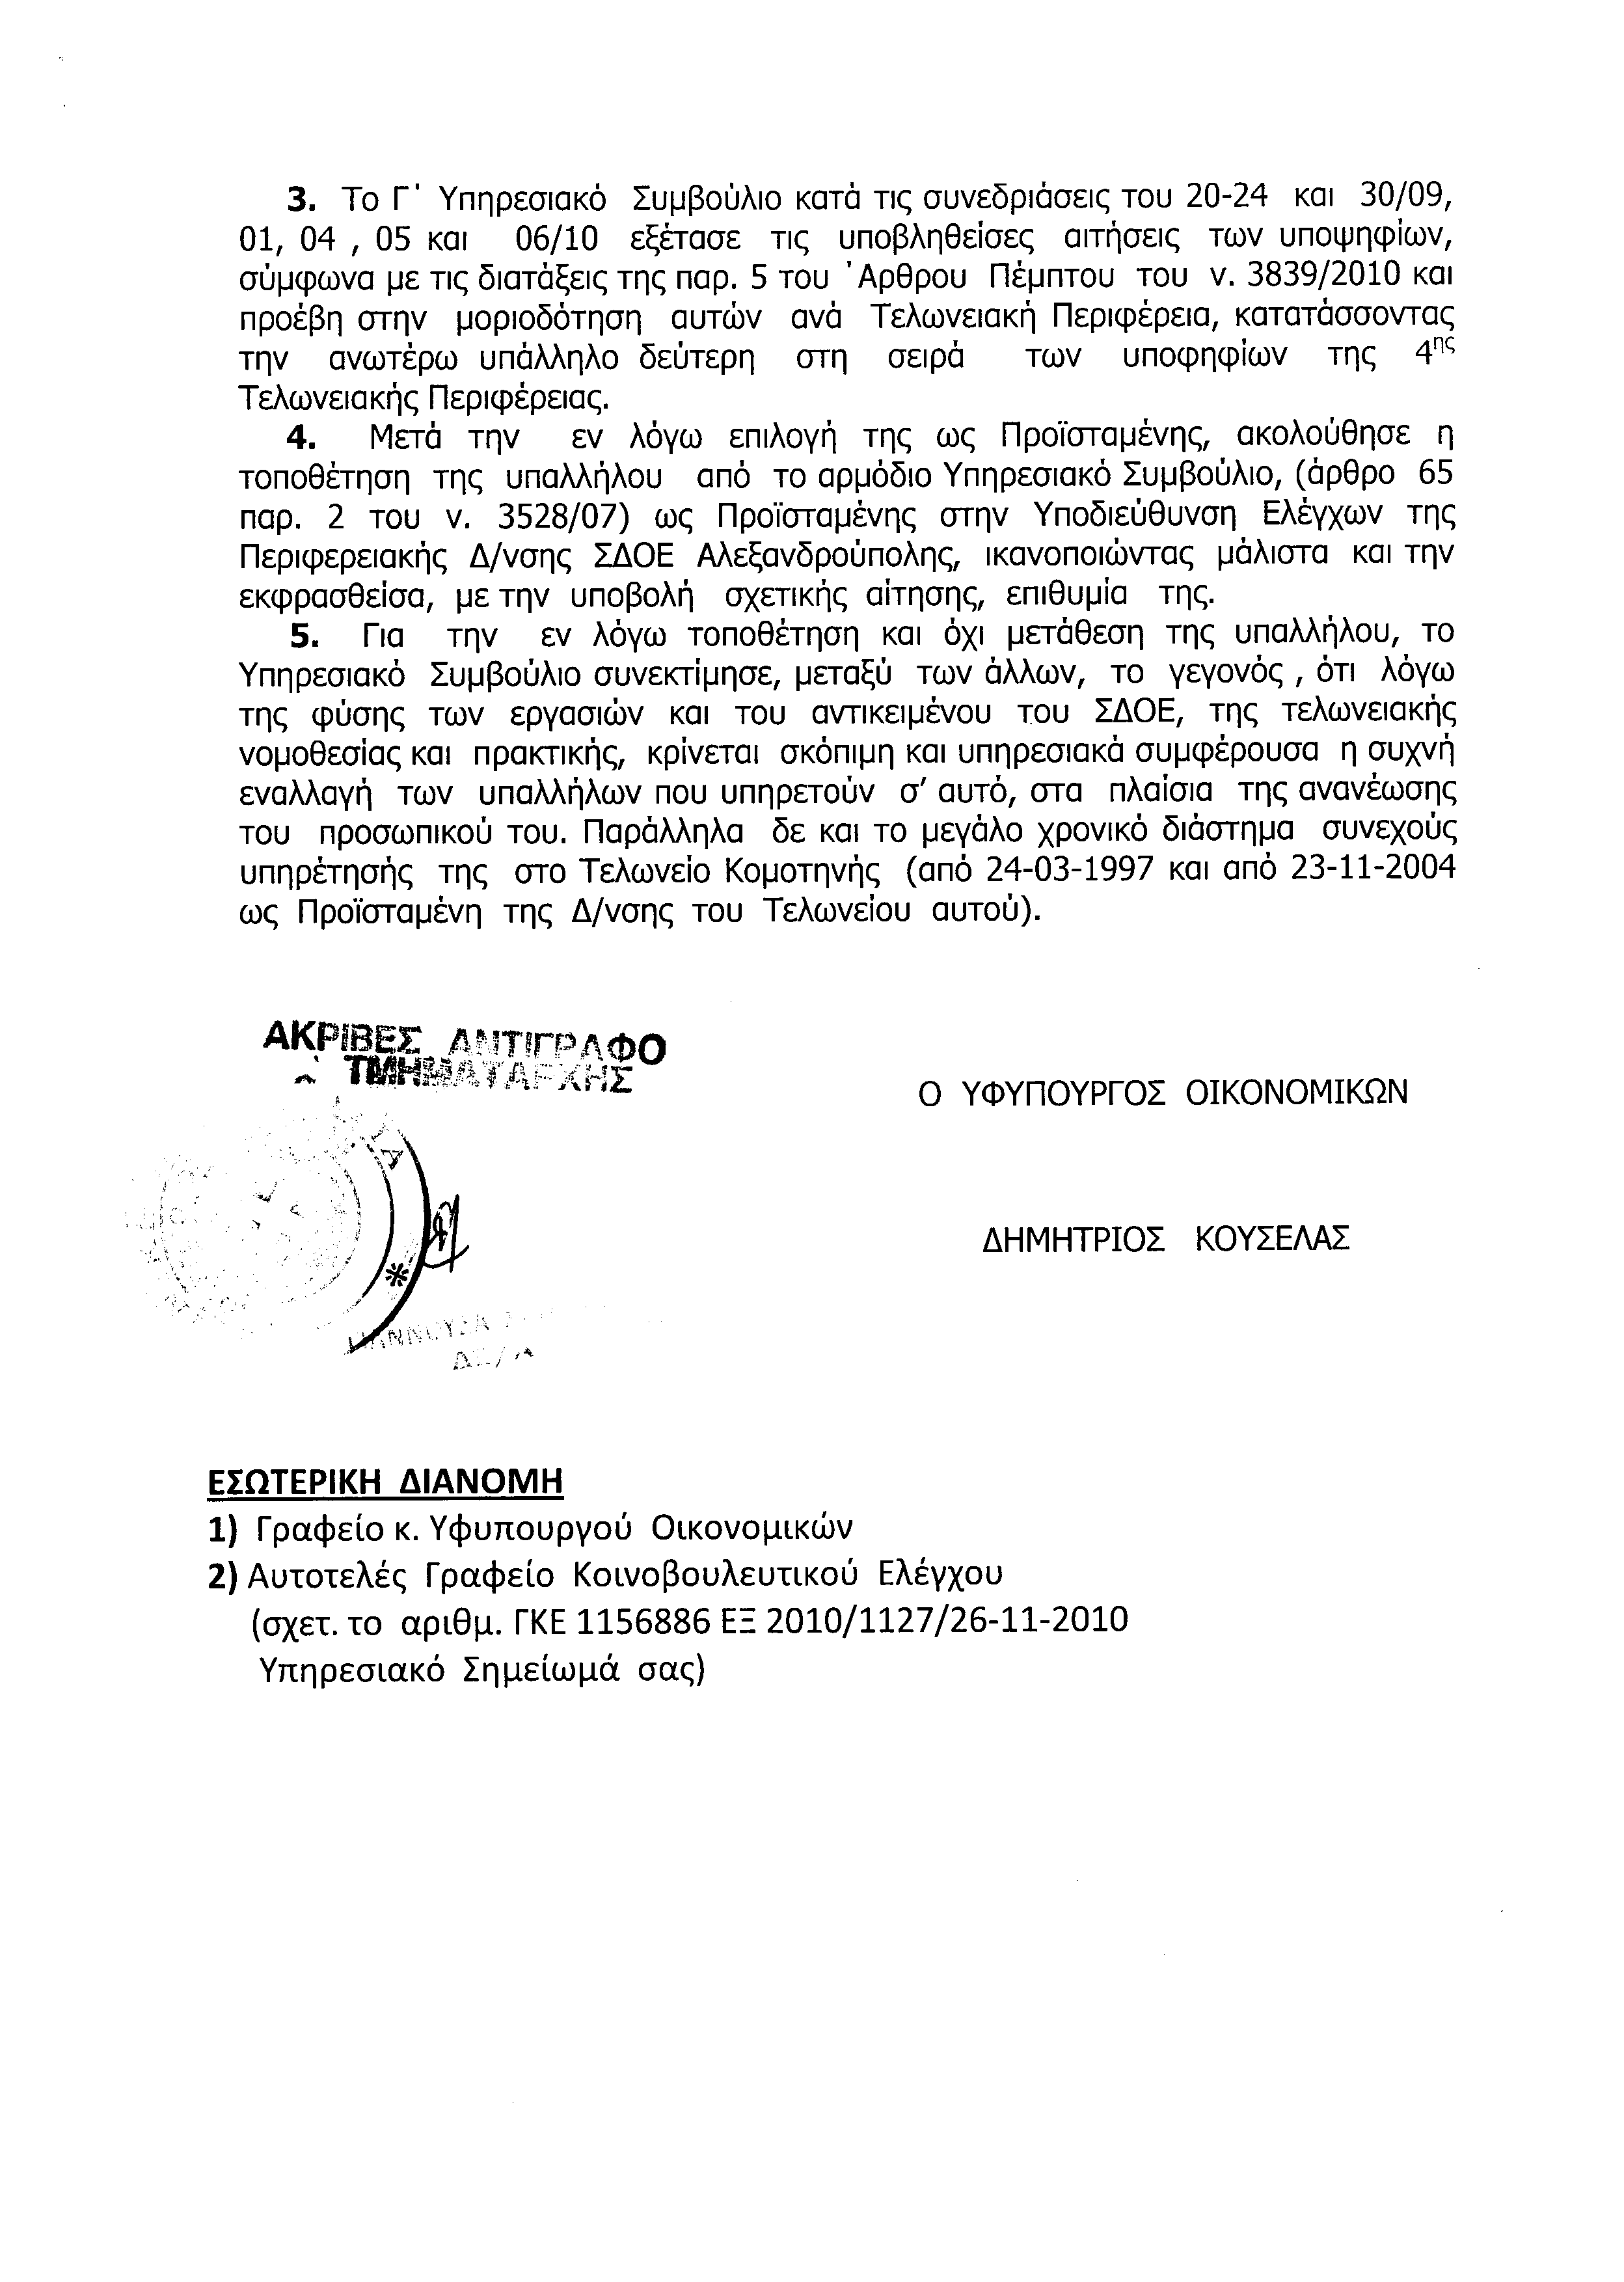 3. Το Γ' Υπηρεσιακό Συμβούλιο κατά τις συνεδριάσεις του 20-24 και 30/09,
01, 04 , 05 και 06/10 εξέτασε τις υποβληθείσες αιτήσεις των υποψηφίων,
σύμφωνα με τις διατάξεις της παρ. 5 του 'Αρθρου Πέμπτου του ν. 3839/2010 και
προέβη στην μοριοδότηση αυτών ανά Τελωνειακή Περιφέρεια, κατατάσσοντας
την ανωτέρω υπάλληλο δεύτερη στη σειρά των υποφηφίων της 4ης
Τελωνειακής Περιφέρειας.
4. Μετά την εν λόγω επιλογή της ως Προϊσταμένης, ακολούθησε η
τοποθέτηση της υπαλλήλου από το αρμόδιο Υπηρεσιακό Συμβούλιο, (άρθρο 65
παρ. 2 του ν. 3528/07) ως Προϊσταμένης στην Υποδιεύθυνση Ελέγχων της
Περιφερειακής Δ/νσης ΣΔΟΕ Αλεξανδρούπολης, ικανοποιώντας μάλιστα και την
εκφρασθείσα, με την υποβολή σχετικής αίτησης, επιθυμία της.
5. Για την εν λόγω τοποθέτηση και όχι μετάθεση της υπαλλήλου, το
Υπηρεσιακό Συμβούλιο συνεκτίμησε, μεταξύ των άλλων, το γεγονός , ότι λόγω
της φύσης των εργασιών και του αντικειμένου του ΣΔΟΕ, της τελωνειακής
νομοθεσίας και πρακτικής, κρίνεται σκόπιμη και υπηρεσιακά συμφέρουσα η συχνή
εναλλαγή των υπαλλήλων που υπηρετούν σ' αυτό, στα πλαίσια της ανανέωσης
του προσωπικού του. Παράλληλα δε και το μεγάλο χρονικό διάστημα συνεχούς
υπηρέτησής της στο Τελωνείο Κομοτηνής (από 24-03-1997 και από 23-11-2004
ως Προϊσταμένη της Δ/νσης του Τελωνείου αυτού).
ΑΚΡΙΒΕΣ ΑΝΤΙΓΡΑΦΟ
ΤΜΗΜΑΤΑΡΧΗΣ
Ο ΥΦΥΠΟΥΡΓΟΣ ΟΙΚΟΝΟΜΙΚΩΝ
ΔΗΜΗΤΡΙΟΣ ΚΟΥΣΕΛΑΣ
ΕΣΩΤΕΡΙΚΗ ΔΙΑΝΟΜΗ
1) Γραφείο κ. Υφυπουργού Οικονομικών
2) Αυτοτελές Γραφείο Κοινοβουλευτικού Ελέγχου
(σχετ. το αριθμ. ΓΚΕ 1156886 ΕΞ 2010/1127/26-11-2010
Υπηρεσιακό Σημείωμά σας)